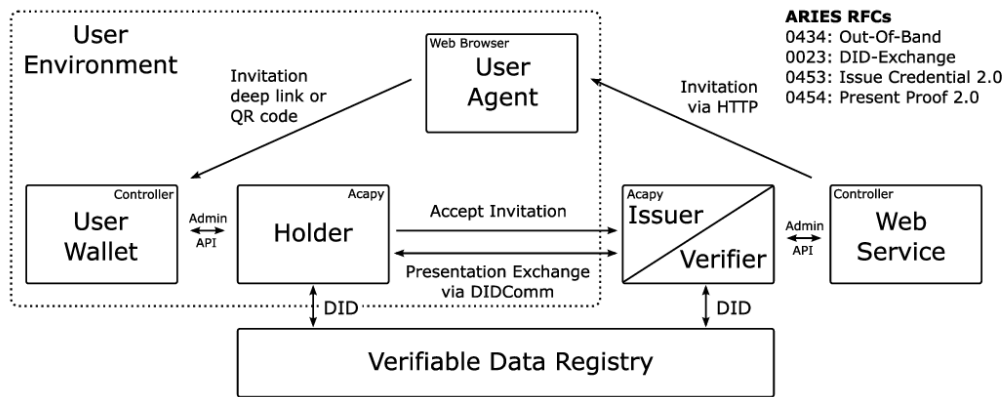 User
Environment
Invitation
deep link or
QR code
Web Browser
User
Agent
Invitation
via HTTP
ARIES RFCs
0434: Out-Of-Band
0023: DID-Exchange
0453: Issue Credential 2.0
0454: Present Proof 2.0
Controller
User
Wallet
Admin
API
Acapy
Holder
Accept Invitation
Presentation Exchange
via DIDComm
Acapy
Issuer
Verifier
Admin
API
Controller
Web
Service
DID
DID
Verifiable Data Registry